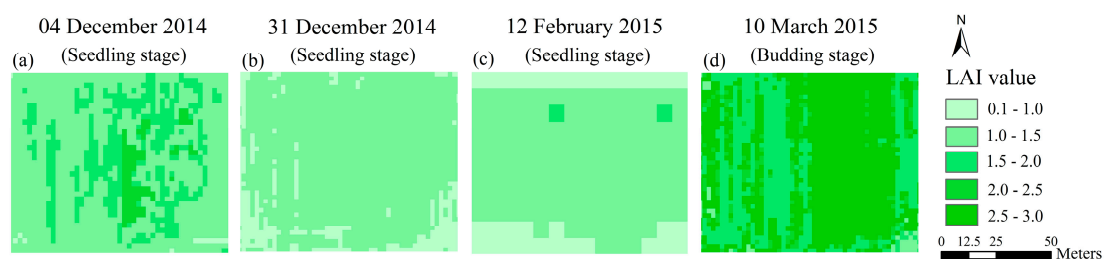 04 December 2014
(Seedling stage)
(a)
31 December 2014
(Seedling stage)
(b)
12 February 2015
(Seedling stage)
(c)
10 March 2015
(Budding stage)
(d)
N
LAI value
0.1 - 1.0
1.0 - 1.5
1.5 - 2.0
2.0 - 2.5
2.5 - 3.0
0 12.5 25 50
Meters